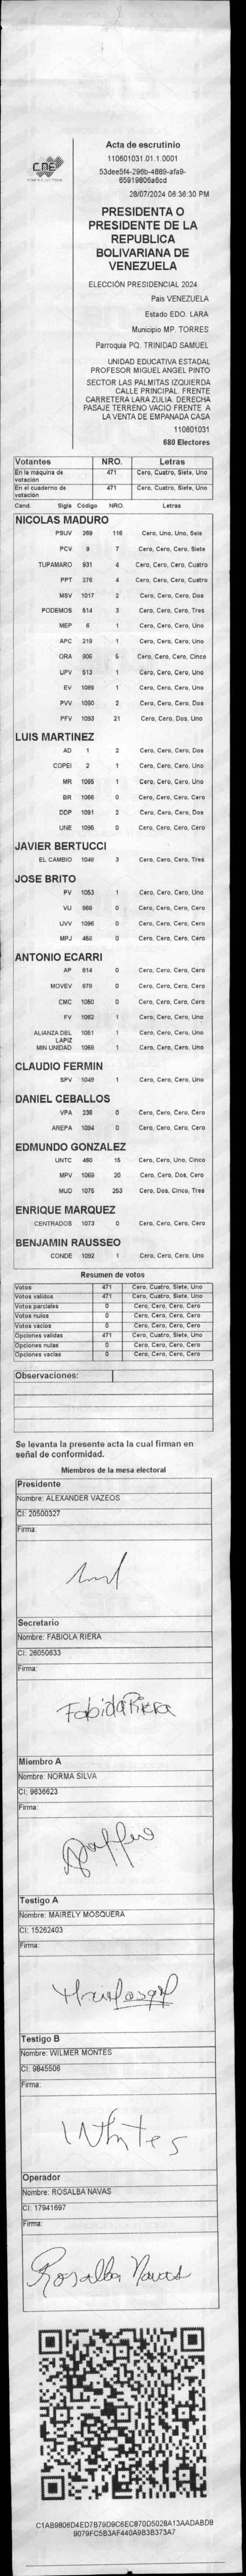 CNE
Acta de escrutinio
110601031.01.1.0001
53dee5f4-296b-4889-afa9-
65919806a6cd
28/07/2024 06:36:30 PM
PRESIDENTA O
PRESIDENTE DE LA
REPUBLICA
BOLIVARIANA DE
VENEZUELA
ELECCIÓN PRESIDENCIAL 2024
Pais VENEZUELA
Estado EDO. LARA
Municipio MP. TORRES
Parroquia PQ. TRINIDAD SAMUEL
UNIDAD EDUCATIVA ESTADAL
PROFESOR MIGUEL ANGEL PINTO
SECTOR LAS PALMITAS IZQUIERDA
CALLE PRINCIPAL. FRENTE
CARRETERA LARA ZULIA. DERECHA
PASAJE TERRENO VACIO FRENTE A
LA VENTA DE EMPANADA CASA
110601031
680 Electores
Votantes NRO. Letras
En la máquina de votación 471 Cero, Cuatro, Siete, Uno
En el cuaderno de votación 471 Cero, Cuatro, Siete, Uno
Cand. Sigla Código NRO. Letras
NICOLAS MADURO
PSUV 269 116 Cero, Uno, Uno, Seis
PCV 9 7 Cero, Cero, Cero, Siete
TUPAMARO 931 4 Cero, Cero, Cero, Cuatro
PPT 276 4 Cero, Cero, Cero, Cuatro
MSV 1017 2 Cero, Cero, Cero, Dos
PODEMOS 514 3 Cero, Cero, Cero, Tres
MEP 6 1 Cero, Cero, Cero, Uno
APC 219 1 Cero, Cero, Cero, Uno
ORA 906 5 Cero, Cero, Cero, Cinco
UPV 513 1 Cero, Cero, Cero, Uno
EV 1089 1 Cero, Cero, Cero, Uno
PVV 1090 2 Cero, Cero, Cero, Dos
PFV 1093 21 Cero, Cero, Dos, Uno
LUIS MARTINEZ
AD 1 2 Cero, Cero, Cero, Dos
COPEI 2 1 Cero, Cero, Cero, Uno
MR 1065 1 Cero, Cero, Cero, Uno
BR 1066 0 Cero, Cero, Cero, Cero
DDP 1091 2 Cero, Cero, Cero, Dos
UNE 1095 0 Cero, Cero, Cero, Cero
JAVIER BERTUCCI
EL CAMBIO 1048 3 Cero, Cero, Cero, Tres
JOSE BRITO
PV 1053 1 Cero, Cero, Cero, Uno
VU 868 0 Cero, Cero, Cero, Cero
UVV 1096 0 Cero, Cero, Cero, Cero
MPJ 458 0 Cero, Cero, Cero, Cero
ANTONIO ECARRI
AP 614 0 Cero, Cero, Cero, Cero
MOVEV 678 0 Cero, Cero, Cero, Cero
CMC 1050 0 Cero, Cero, Cero, Cero
FV 1062 1 Cero, Cero, Cero, Uno
ALIANZA DEL LAPIZ 1051 1 Cero, Cero, Cero, Uno
MIN UNIDAD 1068 1 Cero, Cero, Cero, Uno
CLAUDIO FERMIN
SPV 1049 1 Cero, Cero, Cero, Uno
DANIEL CEBALLOS
VPA 236 0 Cero, Cero, Cero, Cero
AREPA 1094 0 Cero, Cero, Cero, Cero
EDMUNDO GONZALEZ
UNTC 460 15 Cero, Cero, Uno, Cinco
MPV 1069 20 Cero, Cero, Dos, Cero
MUD 1075 253 Cero, Dos, Cinco, Tres
ENRIQUE MARQUEZ
CENTRADOS 1073 0 Cero, Cero, Cero, Cero
BENJAMIN RAUSSEO
CONDE 1092 1 Cero, Cero, Cero, Uno
Resumen de votos
Votos 471 Cero, Cuatro, Siete, Uno
Votos validos 471 Cero, Cuatro, Siete, Uno
Votos parciales 0 Cero, Cero, Cero, Cero
Votos nulos 0 Cero, Cero, Cero, Cero
Votos vacios 0 Cero, Cero, Cero, Cero
Opciones validas 471 Cero, Cuatro, Siete, Uno
Opciones nulas 0 Cero, Cero, Cero, Cero
Opciones vacias 0 Cero, Cero, Cero, Cero
Observaciones:
Se levanta la presente acta la cual firman en
señal de conformidad.
Miembros de la mesa electoral
Presidente
Nombre: ALEXANDER VAZEOS
CI: 20500327
Firma:
Secretario
Nombre: FABIOLA RIERA
CI: 26050633
Firma:
Fabiola Riera
Miembro A
Nombre: NORMA SILVA
CI: 9636623
Firma:
Testigo A
Nombre: MAIRELY MOSQUERA
CI: 15262403
Firma:
Testigo B
Nombre: WILMER MONTES
CI: 9845506
Firma:
Operador
Nombre: ROSALBA NAVAS
CI: 17941697
Firma:
Rosalba Navas
C1AB9806D4ED7B79D9C6EC870D5028A13AADABDB
9079FC5B3AF440A9B3B373A7